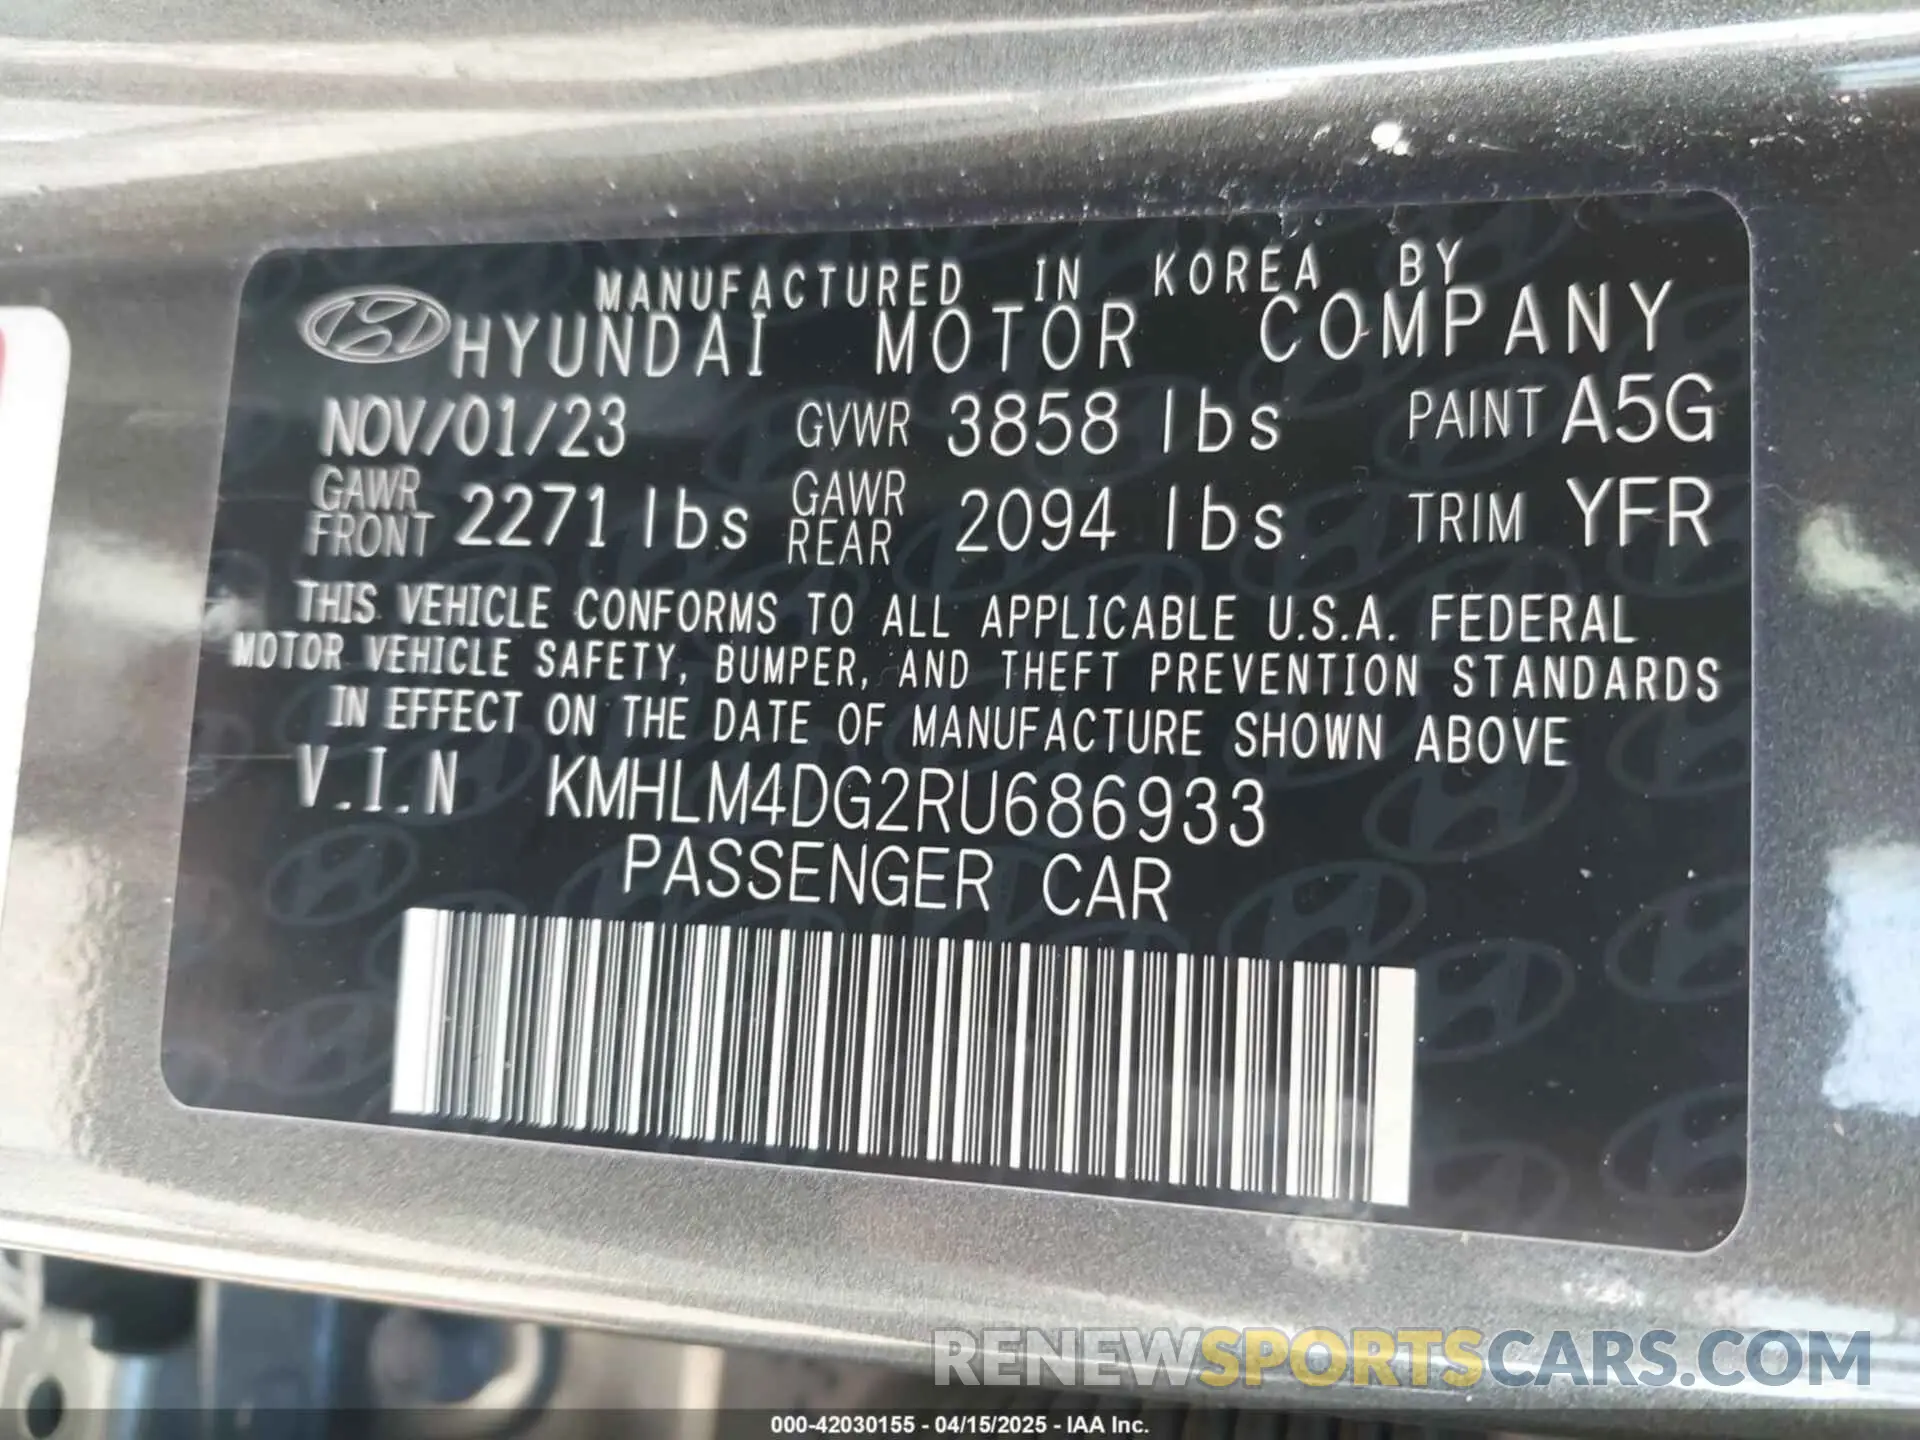 MANUFACTURED IN KOREA BY
HYUNDAI MOTOR COMPANY
NOV/01/23 GVWR 3858 lbs PAINT A5G
GAWR FRONT 2271 lbs GAWR REAR 2094 lbs TRIM YFR
THIS VEHICLE CONFORMS TO ALL APPLICABLE U.S.A. FEDERAL
MOTOR VEHICLE SAFETY, BUMPER, AND THEFT PREVENTION STANDARDS
IN EFFECT ON THE DATE OF MANUFACTURE SHOWN ABOVE
V.I.N KMHLM4DG2RU686933
PASSENGER CAR
RENEWSPORTSCARS.COM
000-42030155 - 04/15/2025 - IAA Inc.